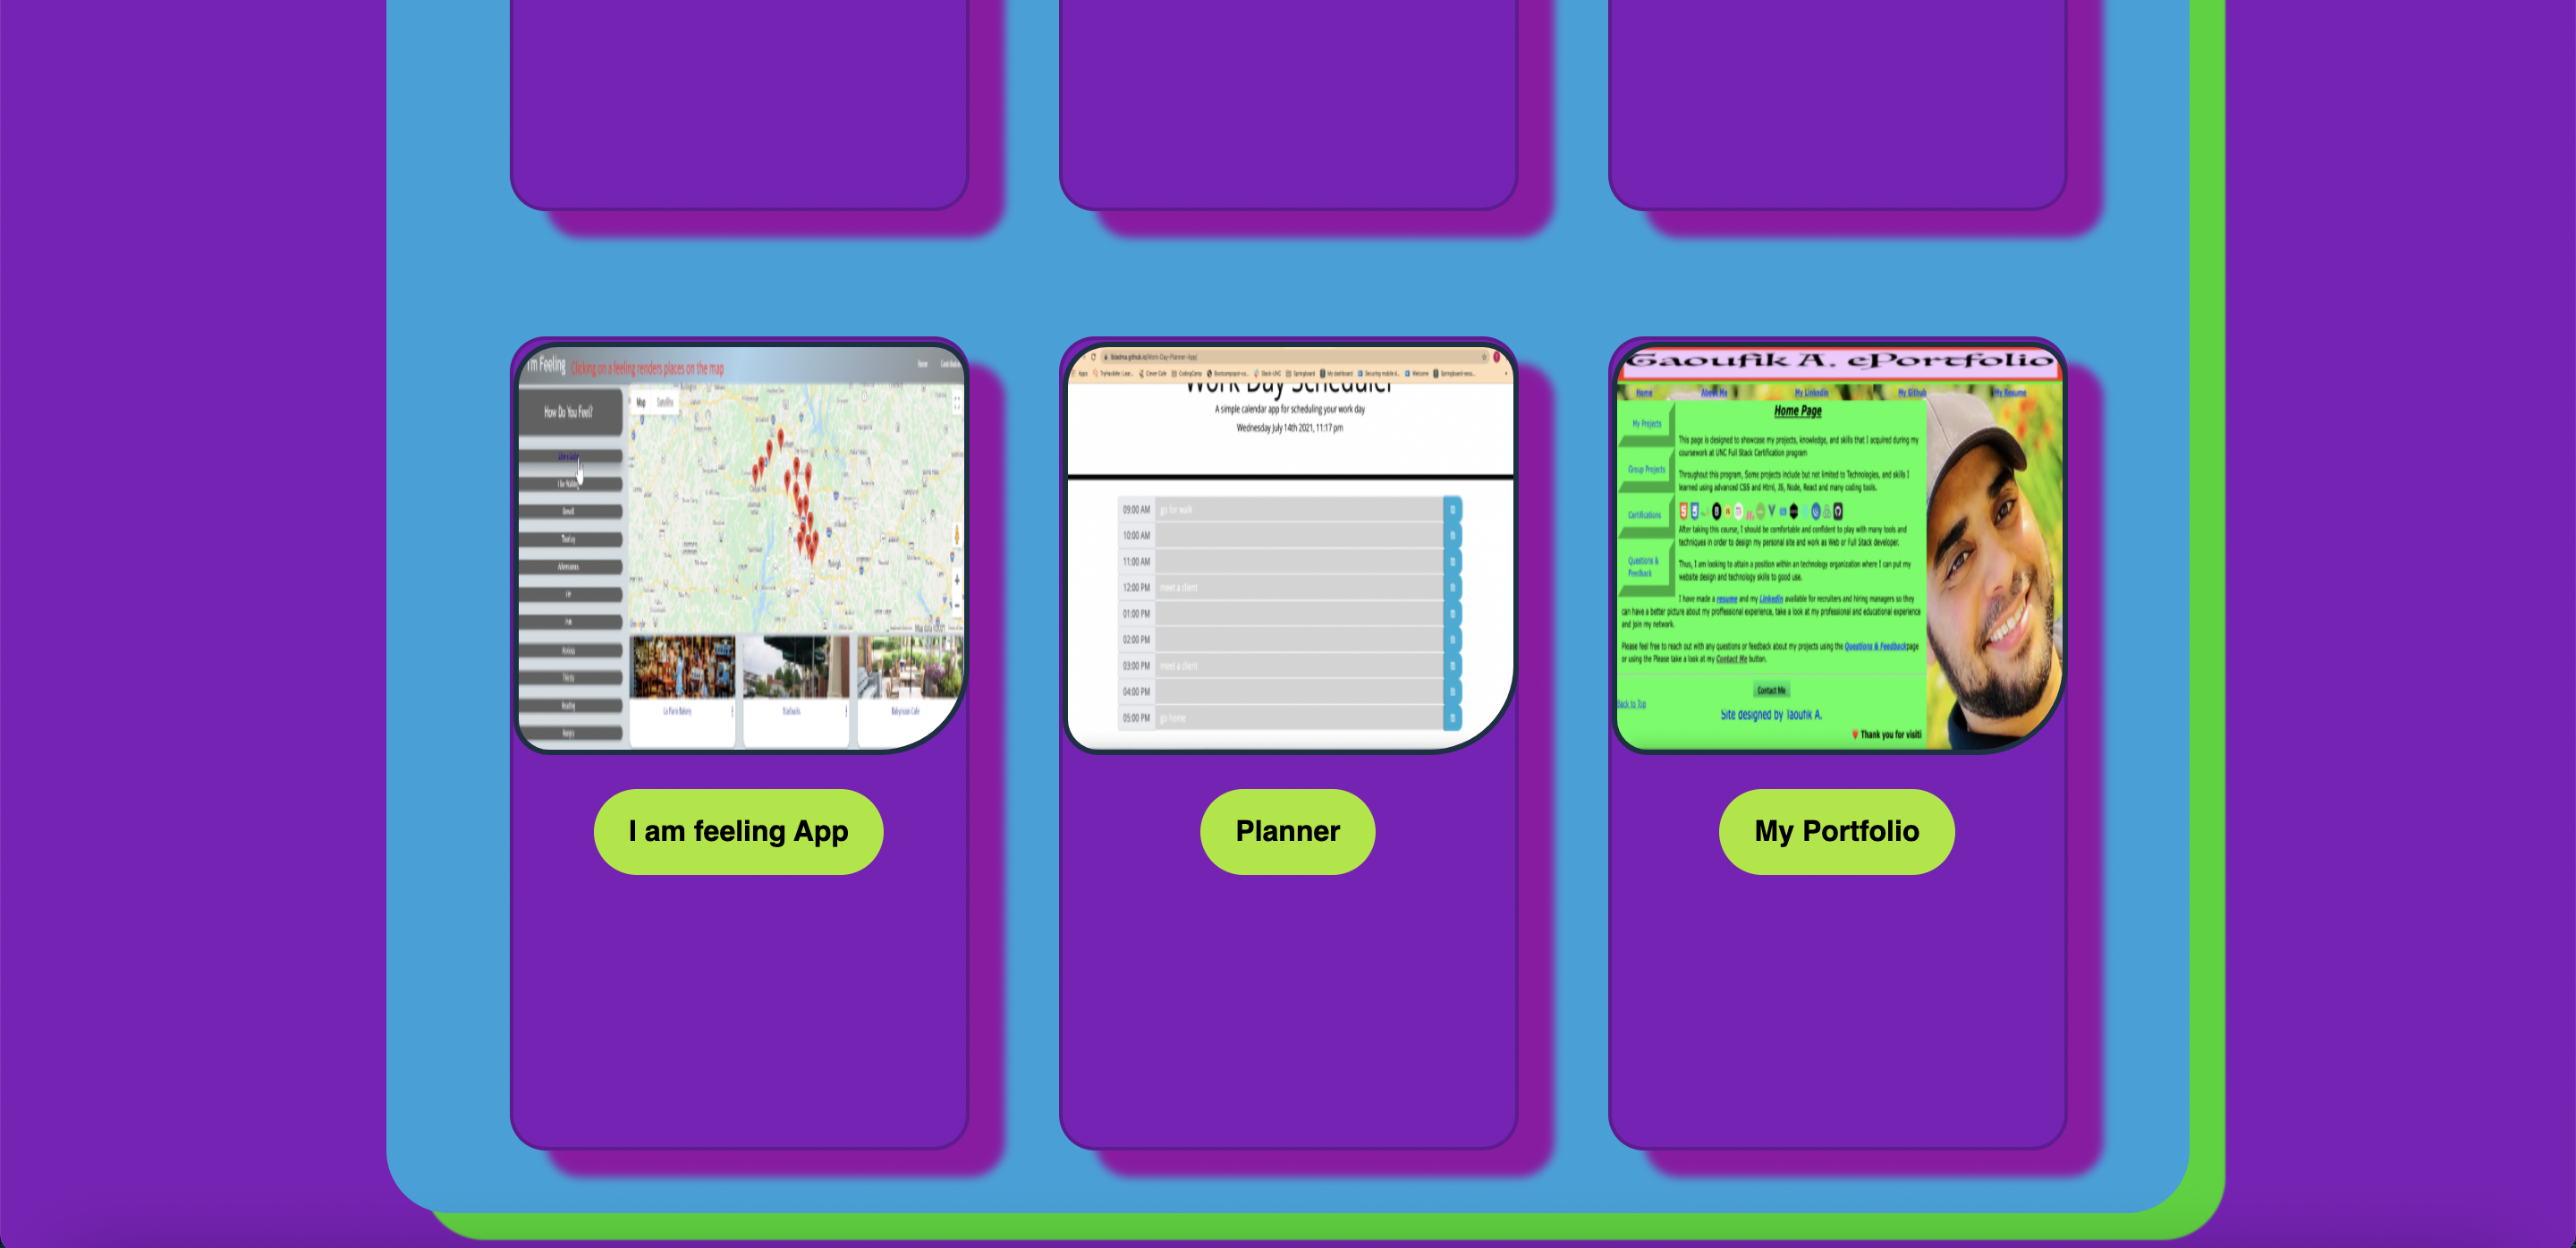 I'm Feeling
Clicking on a feeling renders places on the map
Home
How Do You Feel?
Map
Satellite
Google
La Farm Bakery
Starbucks
Babymoon Cafe
I am feeling App
Work Day Scheduler
A simple calendar app for scheduling your work day
Wednesday July 14th 2021, 11:17 pm
09:00 AM go for walk
10:00 AM
11:00 AM
12:00 PM meet a client
01:00 PM
02:00 PM
03:00 PM meet a client
04:00 PM
05:00 PM go home
Planner
Taoufik A. ePortfolio
Home
About Me
My Linkedin
My Github
My Resume
My Projects
Group Projects
Certifications
Questions &
Feedback
Home Page
This page is designed to showcase my projects, knowledge, and skills that I acquired during my
coursework at UNC Full Stack Certification program
Throughout this program, Some projects include but not limited to Technologies, and skills I
learned using advanced CSS and Html, JS, Node, React and many coding tools.
After taking this course, I should be comfortable and confident to play with many tools and
techniques in order to design my personal site and work as Web or Full Stack developer.
Thus, I am looking to attain a position within an technology organization where I can put my
website design and technology skills to good use.
I have made a resume and my Linkedin available for recruiters and hiring managers so they
can have a better picture about my proffessional experience, take a look at my professional and educational experience
and join my network.
Please feel free to reach out with any questions or feedback about my projects using the Questions & Feedbackpage
or using the Please take a look at my Contact Me button.
Contact Me
Back to Top
Site designed by Taoufik A.
Thank you for visiti
My Portfolio